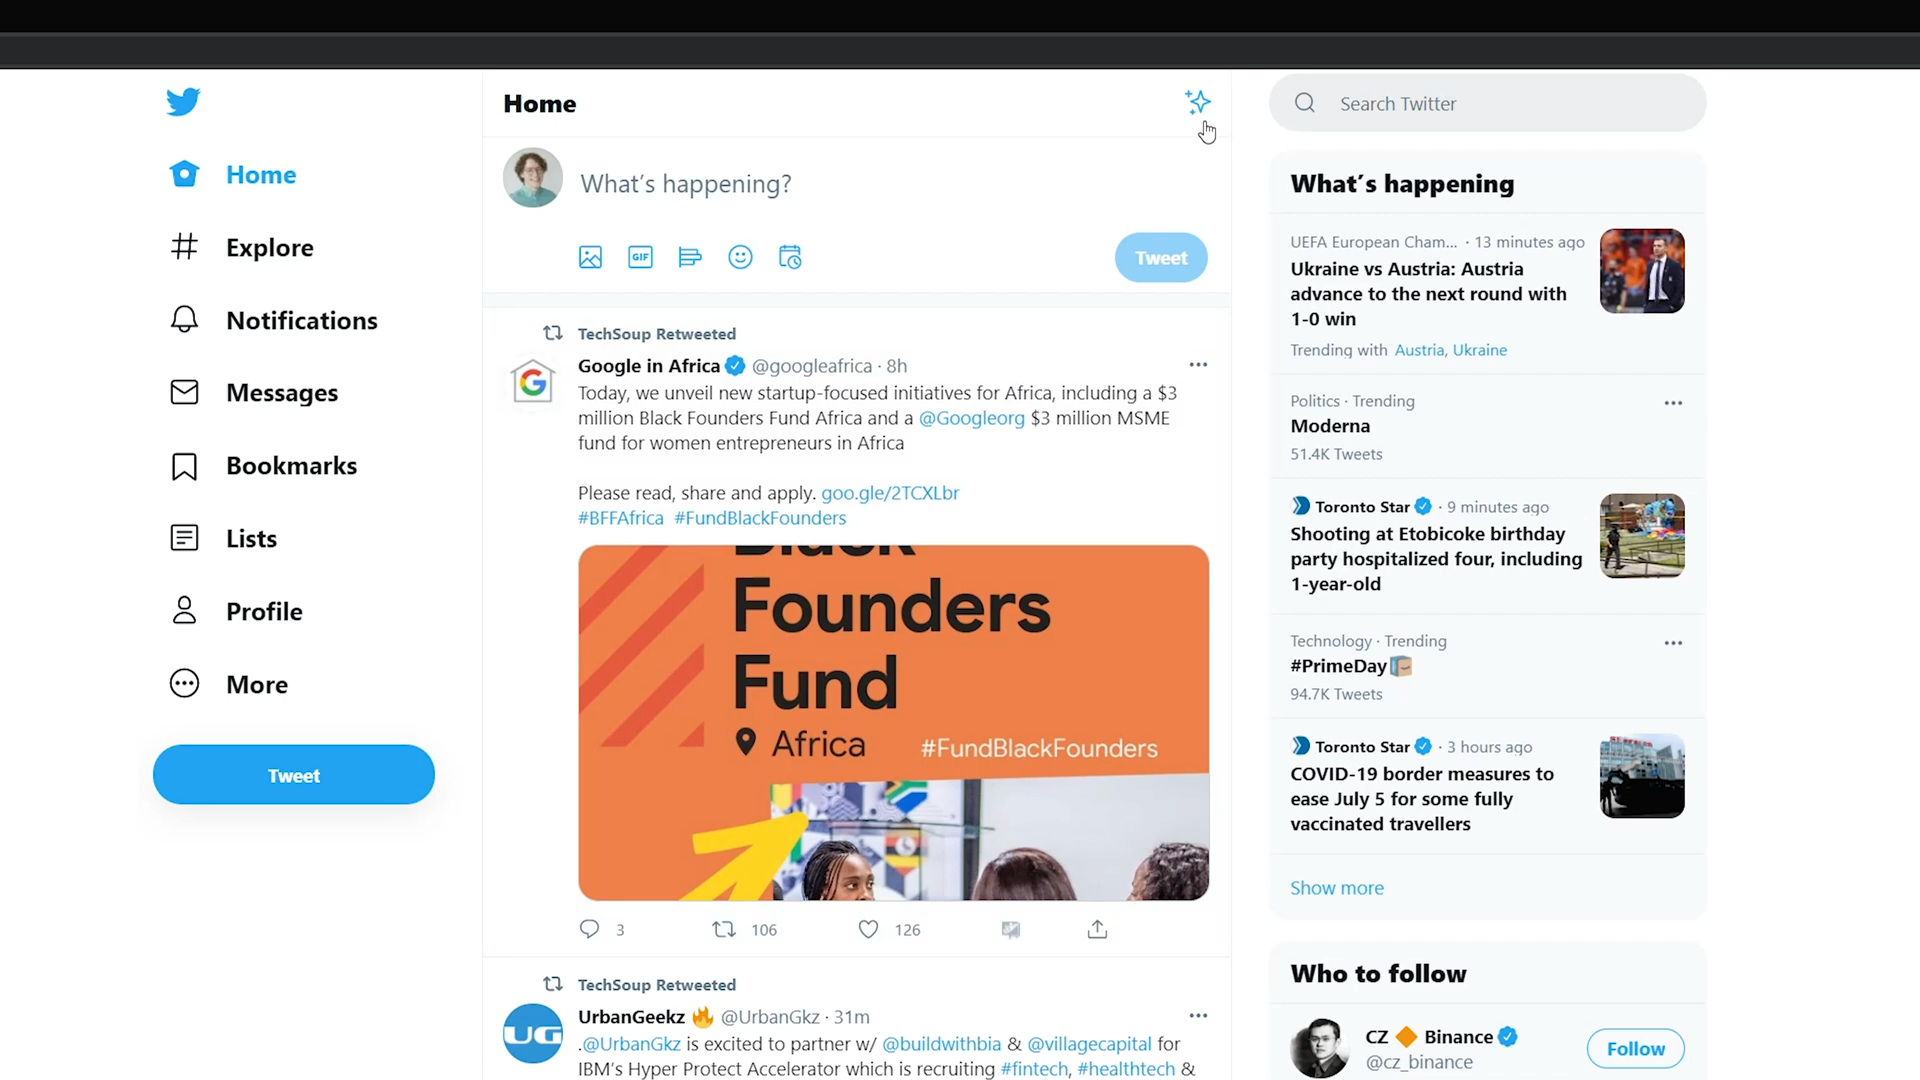 Home
Explore
Notifications
Messages
Bookmarks
Lists
Profile
More
Tweet
Home
What's happening?
GIF
Tweet
TechSoup Retweeted
Google in Africa @googleafrica · 8h
Today, we unveil new startup-focused initiatives for Africa, including a $3
million Black Founders Fund Africa and a @Googleorg $3 million MSME
fund for women entrepreneurs in Africa
Please read, share and apply. goo.gle/2TCXLbr
#BFFAfrica #FundBlackFounders
Black
Founders
Fund
Africa
#FundBlackFounders
3 106 126
TechSoup Retweeted
UrbanGeekz 🔥 @UrbanGkz · 31m
UG
.@UrbanGkz is excited to partner w/ @buildwithbia & @villagecapital for
IBM's Hyper Protect Accelerator which is recruiting #fintech, #healthtech &
Search Twitter
What's happening
UEFA European Cham... · 13 minutes ago
Ukraine vs Austria: Austria
advance to the next round with
1-0 win
Trending with Austria, Ukraine
Politics · Trending
Moderna
51.4K Tweets
Toronto Star · 9 minutes ago
Shooting at Etobicoke birthday
party hospitalized four, including
1-year-old
Technology · Trending
#PrimeDay
94.7K Tweets
Toronto Star · 3 hours ago
COVID-19 border measures to
ease July 5 for some fully
vaccinated travellers
Show more
Who to follow
CZ 🔶 Binance
@cz_binance
Follow